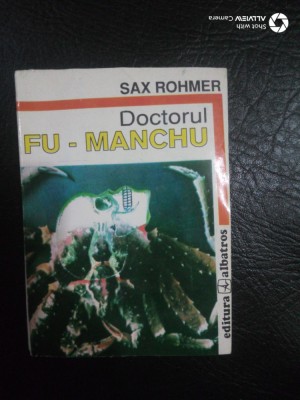 Shot with
ALLVIEW Camera
SAX ROHMER
Doctorul
FU - MANCHU
editura albatros